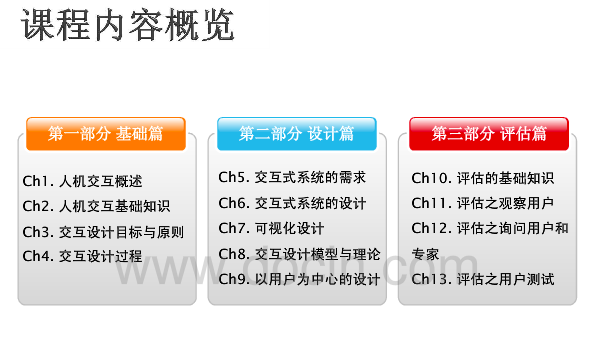 课程内容概览
第一部分 基础篇
Ch1. 人机交互概述
Ch2. 人机交互基础知识
Ch3. 交互设计目标与原则
Ch4. 交互设计过程
第二部分 设计篇
Ch5. 交互式系统的需求
Ch6. 交互式系统的设计
Ch7. 可视化设计
Ch8. 交互设计模型与理论
Ch9. 以用户为中心的设计
第三部分 评估篇
Ch10. 评估的基础知识
Ch11. 评估之观察用户
Ch12. 评估之询问用户和
专家
Ch13. 评估之用户测试
www.docin.com